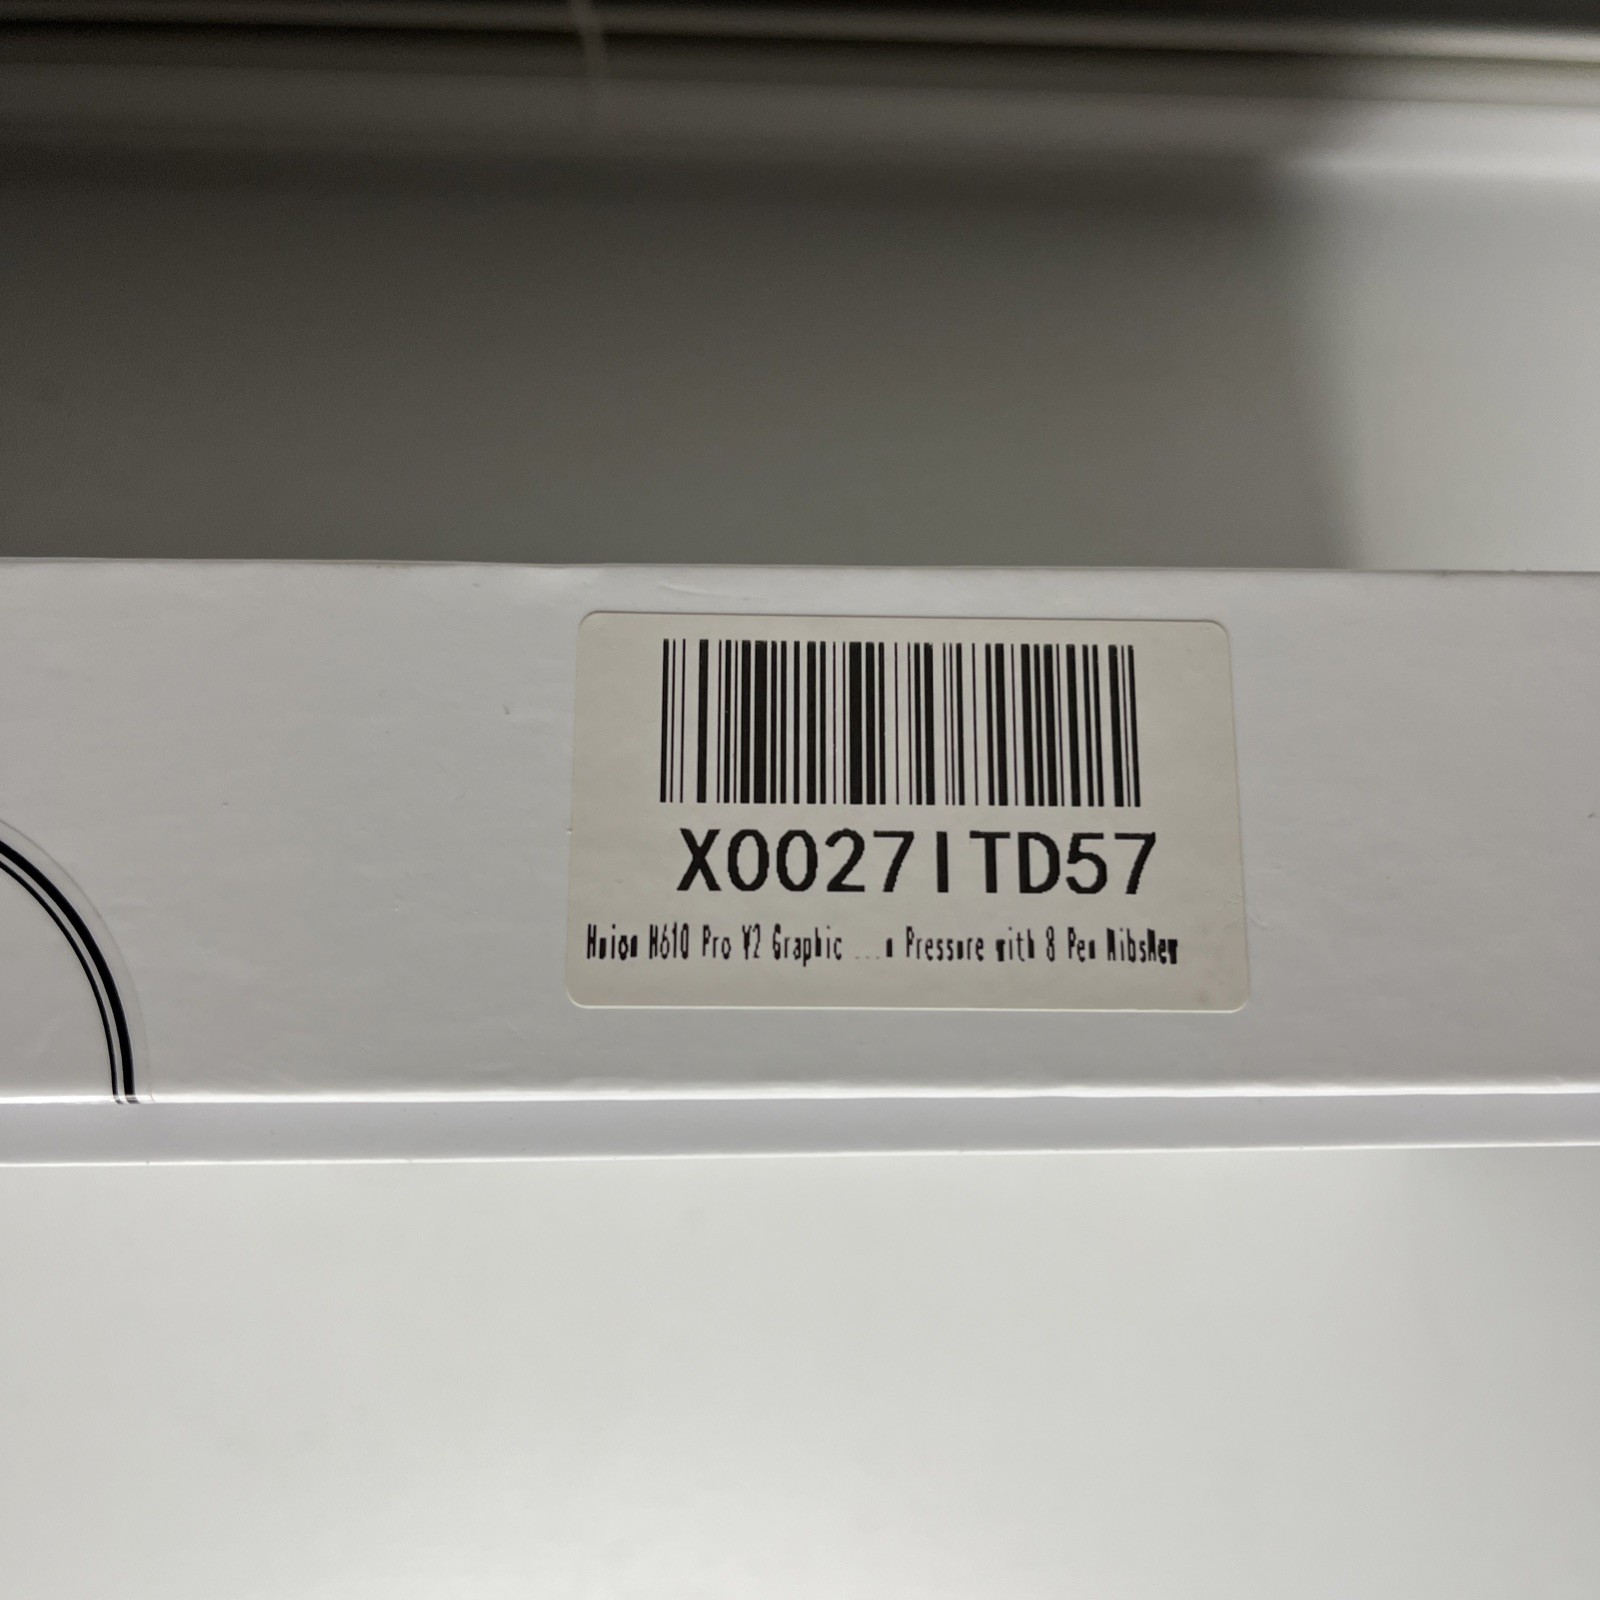 X0027ITD57
Huion H610 Pro V2 Graphic ...n Pressure with 8 Pen NibsNew